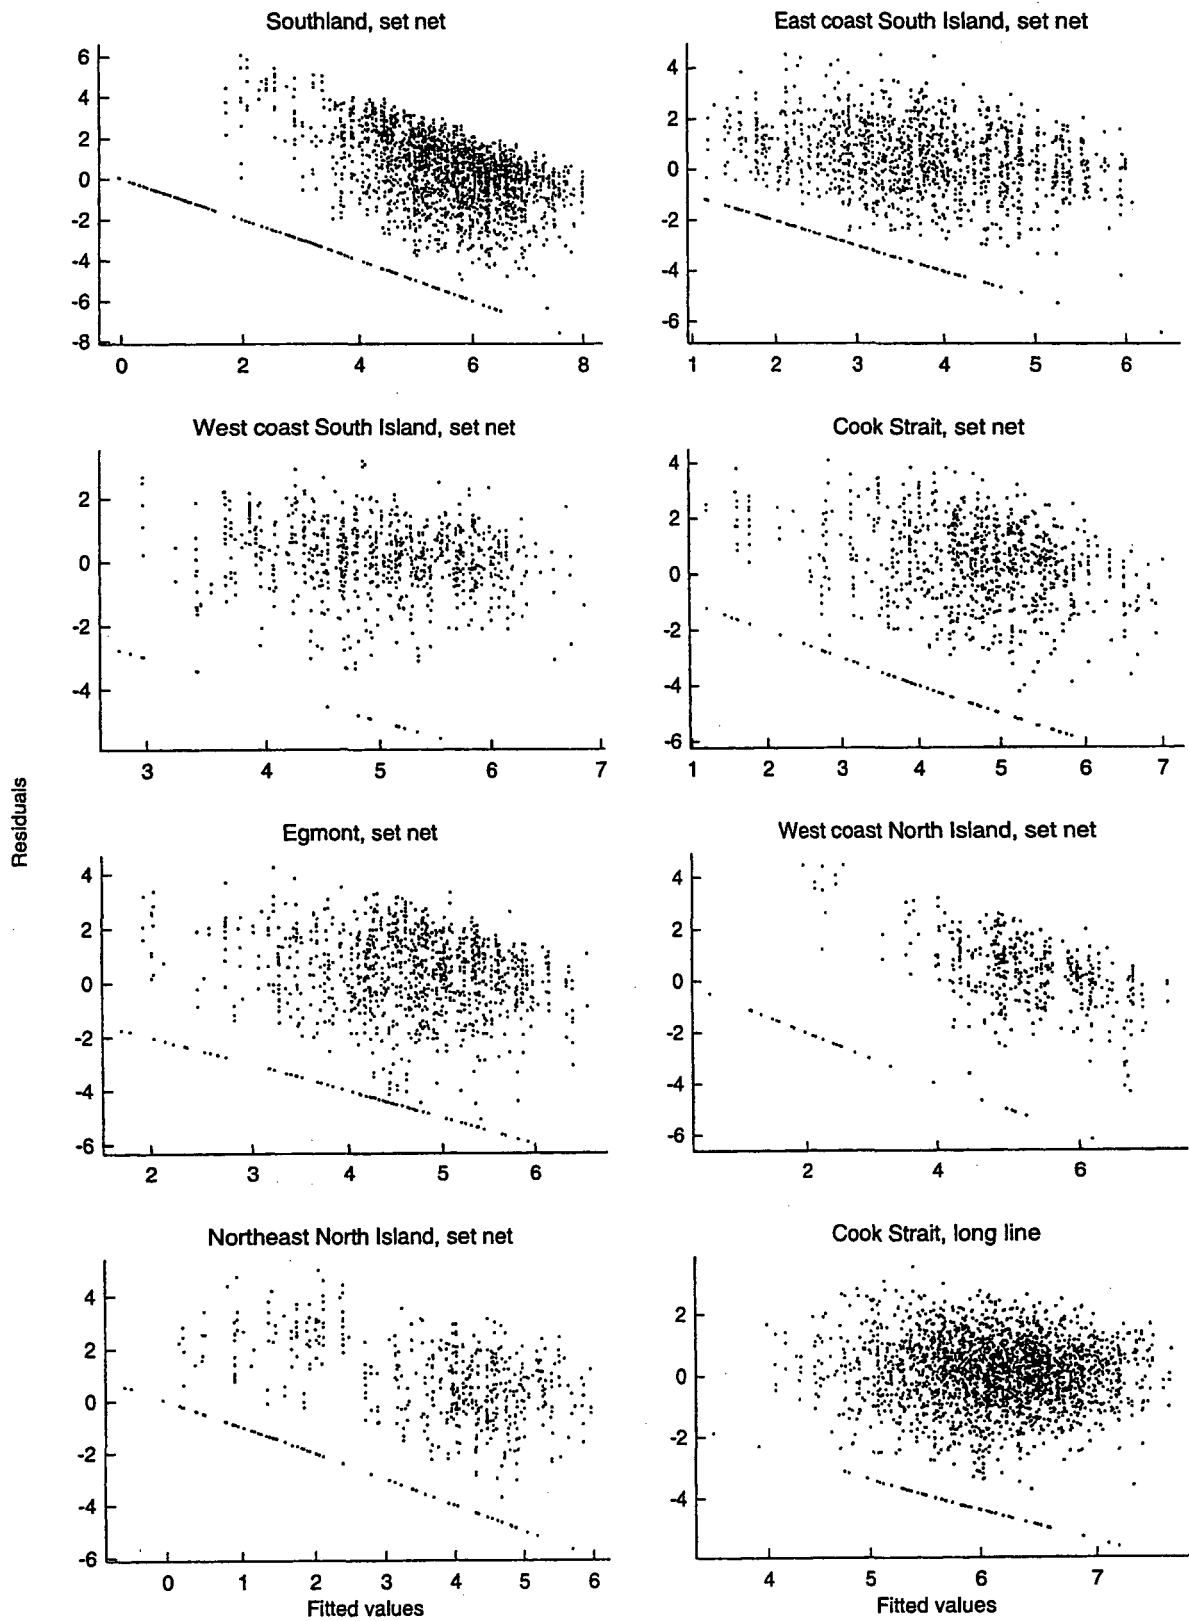 Southland, set net
6
4
2
0
-2
-4
-6
-8
0 2 4 6 8
East coast South Island, set net
4
2
0
-2
-4
-6
1 2 3 4 5 6
West coast South Island, set net
2
0
-2
-4
3 4 5 6 7
Cook Strait, set net
4
2
0
-2
-4
-6
1 2 3 4 5 6 7
Residuals
Egmont, set net
4
2
0
-2
-4
-6
2 3 4 5 6
West coast North Island, set net
4
2
0
-2
-4
-6
2 4 6
Northeast North Island, set net
4
2
0
-2
-4
-6
0 1 2 3 4 5 6
Fitted values
Cook Strait, long line
2
0
-2
-4
4 5 6 7
Fitted values